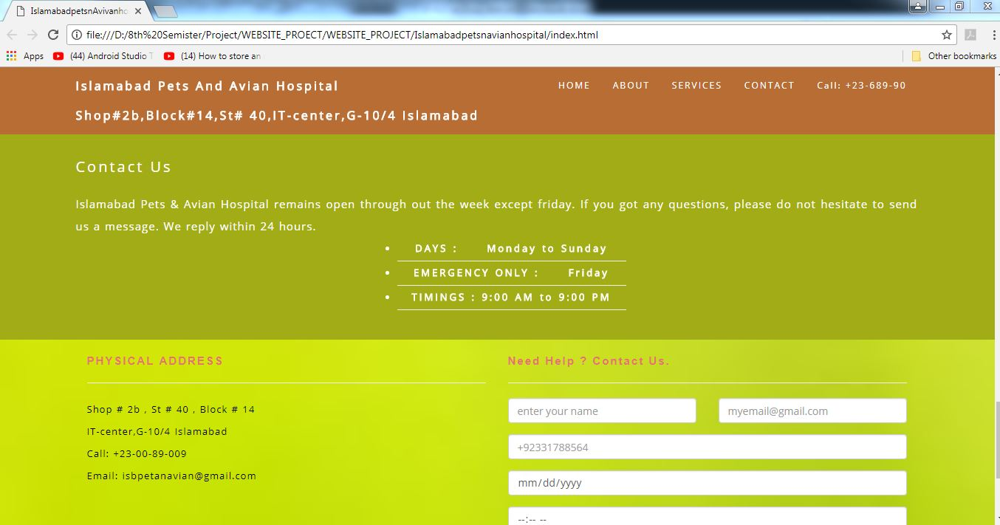 IslamabadpetsnAvivanho
file:///D:/8th%20Semister/Project/WEBSITE_PROECT/WEBSITE_PROJECT/Islamabadpetsnavianhospital/index.html
Apps (44) Android Studio T (14) How to store an Other bookmarks
Islamabad Pets And Avian Hospital HOME ABOUT SERVICES CONTACT Call: +23-689-90
Shop#2b,Block#14,St# 40,IT-center,G-10/4 Islamabad
Contact Us
Islamabad Pets & Avian Hospital remains open through out the week except friday. If you got any questions, please do not hesitate to send
us a message. We reply within 24 hours.
• DAYS : Monday to Sunday
• EMERGENCY ONLY : Friday
• TIMINGS : 9:00 AM to 9:00 PM
PHYSICAL ADDRESS
Shop # 2b , St # 40 , Block # 14
IT-center,G-10/4 Islamabad
Call: +23-00-89-009
Email: isbpetanavian@gmail.com
Need Help ? Contact Us.
enter your name myemail@gmail.com
+92331788564
mm/dd/yyyy
--:-- --